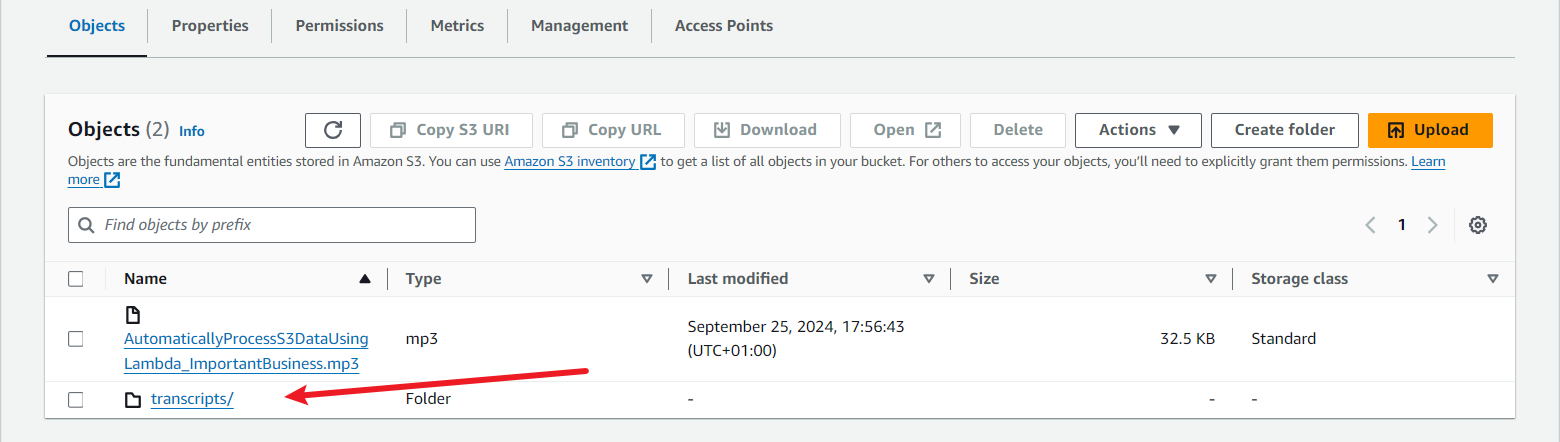 Objects Properties Permissions Metrics Management Access Points
Objects (2) Info Copy S3 URI Copy URL Download Open Delete Actions Create folder Upload
Objects are the fundamental entities stored in Amazon S3. You can use Amazon S3 inventory to get a list of all objects in your bucket. For others to access your objects, you'll need to explicitly grant them permissions. Learn
more
Find objects by prefix 1
Name Type Last modified Size Storage class
AutomaticallyProcessS3DataUsing
Lambda_ImportantBusiness.mp3 mp3 September 25, 2024, 17:56:43
(UTC+01:00) 32.5 KB Standard
transcripts/ Folder - - -